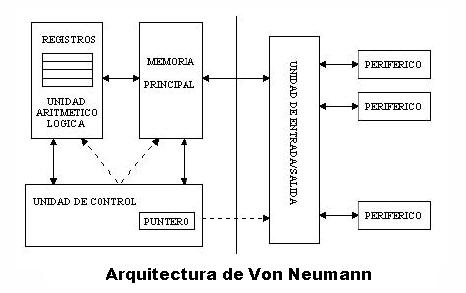 REGISTROS
UNIDAD
ARITMETICO
LOGICA
MEMORIA
PRINCIPAL
UNIDAD DE CONTROL
PUNTERO
UNIDAD DE ENTRADA/SALIDA
PERIFERICO
PERIFERICO
PERIFERICO
Arquitectura de Von Neumann